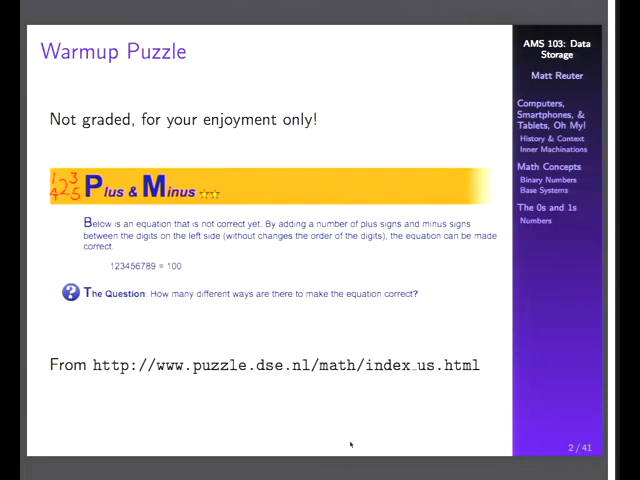 Warmup Puzzle
Not graded, for your enjoyment only!
1 2 3 4 5
Plus & Minus
Below is an equation that is not correct yet. By adding a number of plus signs and minus signs
between the digits on the left side (without changes the order of the digits), the equation can be made
correct.
123456789 = 100
? The Question: How many different ways are there to make the equation correct?
From http://www.puzzle.dse.nl/math/index_us.html
AMS 103: Data
Storage
Matt Reuter
Computers,
Smartphones, &
Tablets, Oh My!
History & Context
Inner Machinations
Math Concepts
Binary Numbers
Base Systems
The 0s and 1s
Numbers
2 / 41